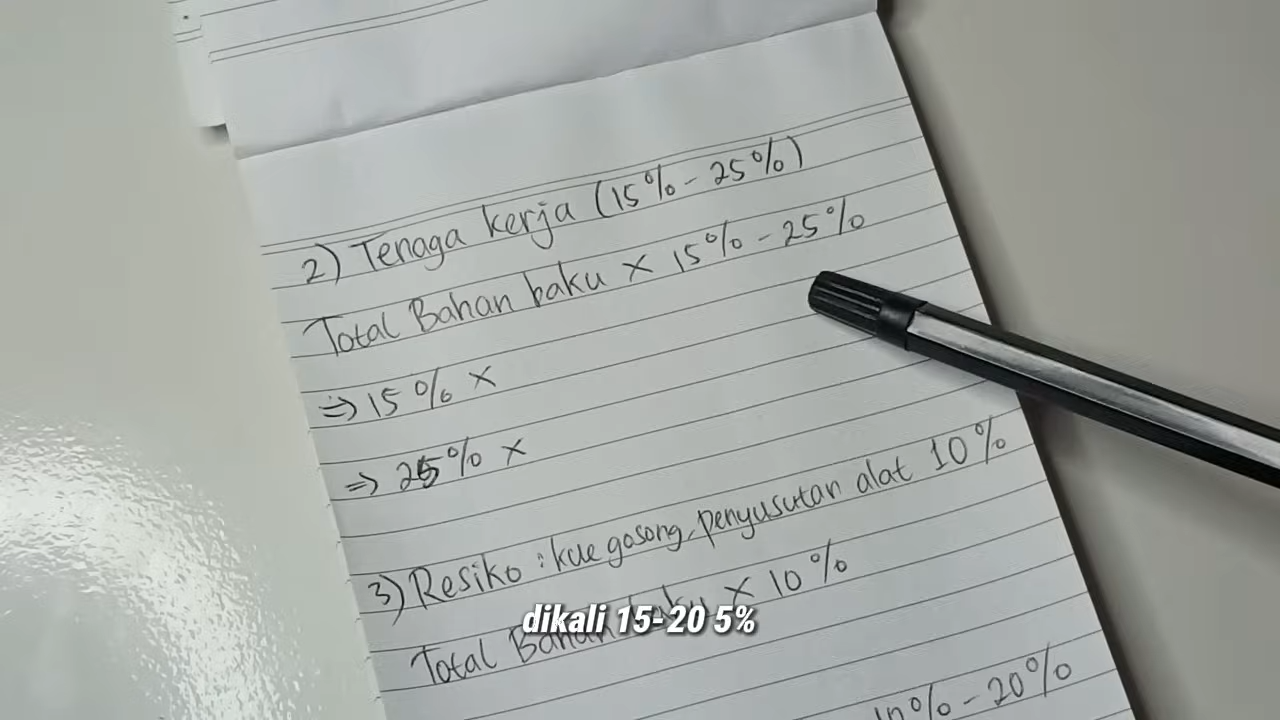 2) Tenaga kerja (15% - 25%)
Total Bahan baku × 15% - 25%
⇒ 15% ×
⇒ 25% ×
3) Resiko : kue gosong, penyusutan alat 10%
Total Bahan baku × 10%
dikali 15-20 5%
10% - 20%